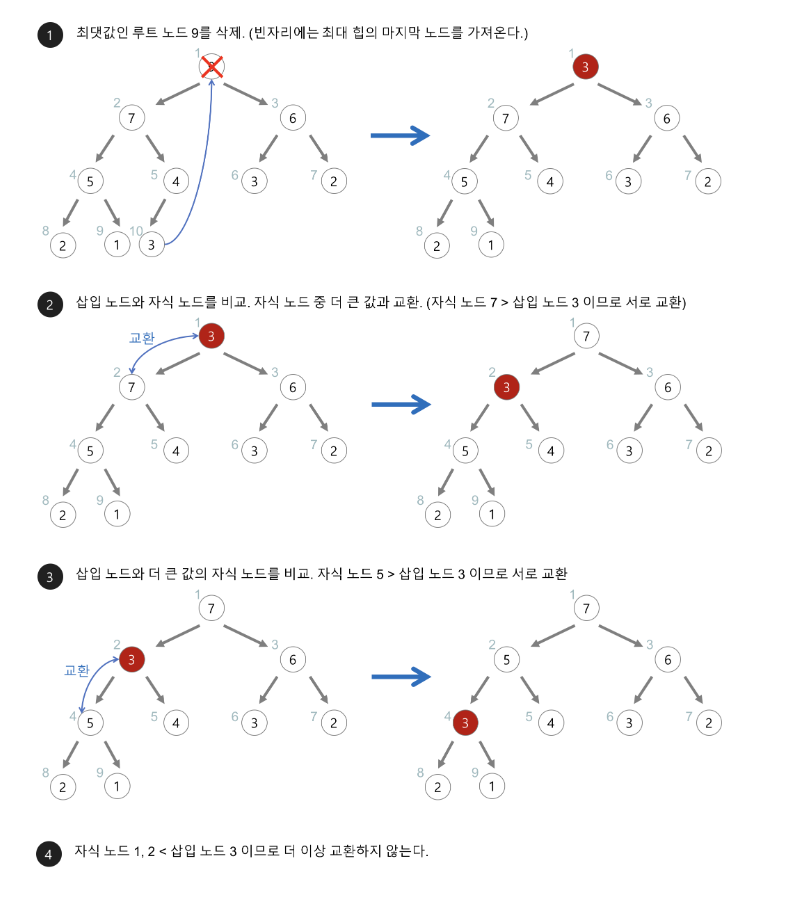 1 최댓값인 루트 노드 9를 삭제. (빈자리에는 최대 힙의 마지막 노드를 가져온다.)
1 1
3
2 3 2 3
7 6 7 6
4 5 6 7 4 5 6 7
5 4 3 2 5 4 3 2
8 9 10 8 9
2 1 3 2 1
2 삽입 노드와 자식 노드를 비교. 자식 노드 중 더 큰 값과 교환. (자식 노드 7 > 삽입 노드 3 이므로 서로 교환)
1 1
교환 3 7
2 3 2 3
7 6 3 6
4 5 6 7 4 5 6 7
5 4 3 2 5 4 3 2
8 9 8 9
2 1 2 1
3 삽입 노드와 더 큰 값의 자식 노드를 비교. 자식 노드 5 > 삽입 노드 3 이므로 서로 교환
1 1
7 7
2 3 2 3
3 6 5 6
교환
4 5 6 7 4 5 6 7
5 4 3 2 3 4 3 2
8 9 8 9
2 1 2 1
4 자식 노드 1, 2 < 삽입 노드 3 이므로 더 이상 교환하지 않는다.